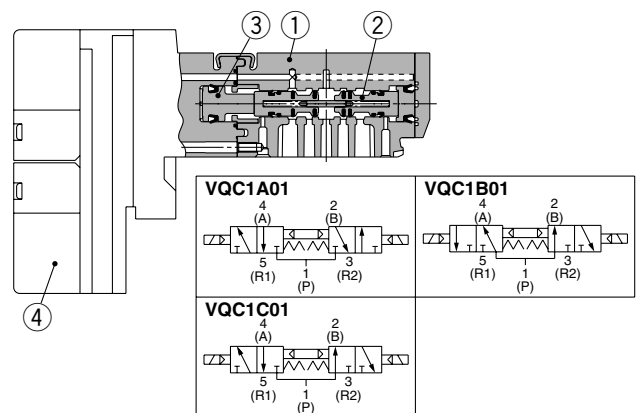 3 1 2
4
VQC1A01
4 2
(A) (B)
5 3
(R1) 1 (R2)
(P)
VQC1B01
4 2
(A) (B)
5 3
(R1) 1 (R2)
(P)
VQC1C01
4 2
(A) (B)
5 3
(R1) 1 (R2)
(P)